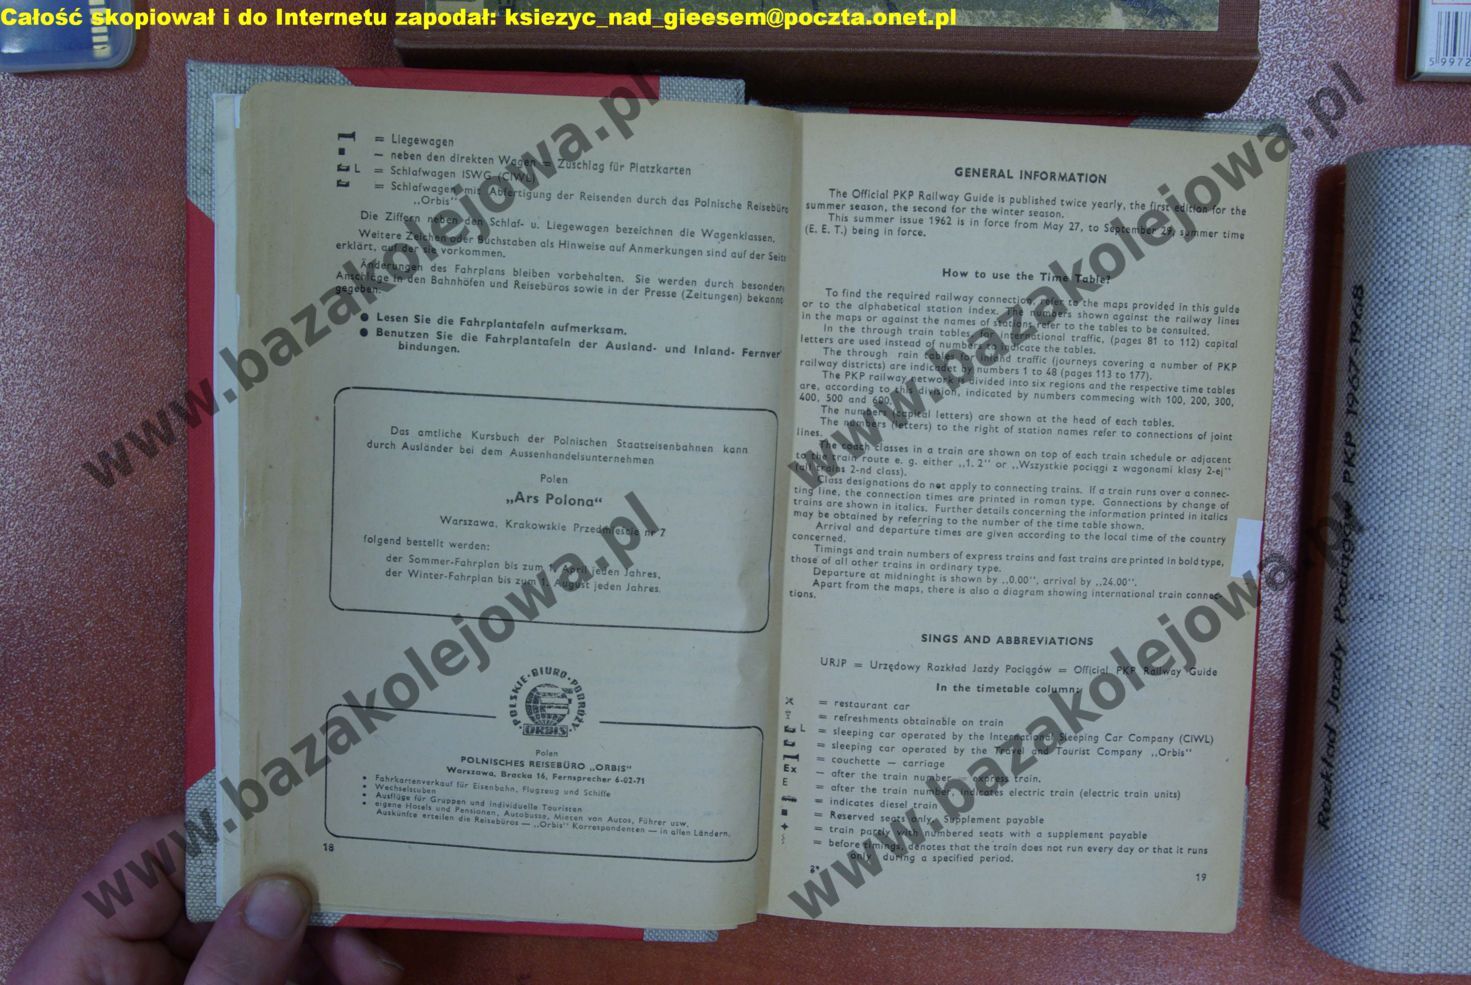 Całość skopiował i do Internetu zapodał: ksiezyc_nad_gieesem@poczta.onet.pl
= Liegewagen
— neben den direkten Wagen = Zuschlag für Platzkarten
L = Schlafwagen ISWG (CIWL)
= Schlafwagen mit Abfertigung der Reisenden durch das Polnische Reisebüro
„Orbis"
Die Ziffern neben den Schlaf- u. Liegewagen bezeichnen die Wagenklassen.
Weitere Zeichen oder Buchstaben als Hinweise auf Anmerkungen sind auf der Seite
erklärt, auf der sie vorkommen.
Änderungen des Fahrplans bleiben vorbehalten. Sie werden durch besondere
Anschläge in den Bahnhöfen und Reisebüros sowie in der Presse (Zeitungen) bekannt-
gegeben.
● Lesen Sie die Fahrplantafeln aufmerksam.
● Benutzen Sie die Fahrplantafeln der Ausland- und Inland- Fernver-
bindungen.
Das amtliche Kursbuch der Polnischen Staatseisenbahnen kann
durch Ausländer bei dem Aussenhandelsunternehmen
Polen
„Ars Polona"
Warszawa, Krakowskie Przedmieście nr 7
folgend bestellt werden:
der Sommer-Fahrplan bis zum 1. April jeden Jahres,
der Winter-Fahrplan bis zum 1. August jeden Jahres.
POLSKIE·BIURO·PODRÓŻY
ORBIS
Polen
POLNISCHES REISEBÜRO „ORBIS"
Warszawa, Bracka 16, Fernsprecher 6-02-71
• Fahrkartenverkauf für Eisenbahn, Flugzeug und Schiffe
• Wechselstuben
• Ausflüge für Gruppen und individuelle Touristen
• eigene Hotels und Pensionen, Autobusse, Mieten von Autos, Führer usw.
Auskünfte erteilen die Reisebüros — „Orbis" Korrespondenten — in allen Ländern.
18
GENERAL INFORMATION
The Official PKP Railway Guide is published twice yearly, the first edition for the
summer season, the second for the winter season.
This summer issue 1962 is in force from May 27, to September 29, summer time
(E. E. T.) being in force.
How to use the Time Table?
To find the required railway connection, refer to the maps provided in this guide
or to the alphabetical station index. The numbers shown against the railway lines
in the maps or against the names of stations refer to the tables to be consulted.
In the through train tables, for international traffic, (pages 81 to 112) capital
letters are used instead of numbers to indicate the tables.
The through rain tables for inland traffic (journeys covering a number of PKP
railway districts) are indicadet by numbers 1 to 48 (pages 113 to 177).
The PKP railway network is divided into six regions and the respective time tables
are, according to this division, indicated by numbers commecing with 100, 200, 300,
400, 500 and 600.
The numbers (capital letters) are shown at the head of each tables.
The numbers (letters) to the right of station names refer to connections of joint
lines.
The coach classes in a train are shown on top of each train schedule or adjacent
to the train route e. g. either „1. 2" or „Wszystkie pociągi z wagonami klasy 2-ej"
(all trains 2-nd class).
Class designations do not apply to connecting trains. If a train runs over a connec-
ting line, the connection times are printed in roman type. Gonnections by change of
trains are shown in italics. Further details concerning the information printed in italics
may be obtained by referring to the number of the time table shown.
Arrival and departure times are given according to the local time of the country
concerned.
Timings and train numbers of express trains and fast trains are printed in bold type,
those of all other trains in ordinary type.
Departure at midninght is shown by „0.00", arrival by „24.00".
Apart from the maps, there is also a diagram showing international train connec-
tions.
SINGS AND ABBREVIATIONS
URJP = Urzędowy Rozkład Jazdy Pociągów = Official PKP Railway Guide
In the timetable column:
= restaurant car
= refreshments obtainable on train
L = sleeping car operated by the International Sleeping Car Company (CIWL)
= sleeping car operated by the Travel and Tourist Company „Orbis"
= couchette – carriage
Ex — after the train number = express train,
E = after the train number, indicates electric train (electric train units)
= indicates diesel train
■ = Reserved seats only. Supplement payable
= train partly with numbered seats with a supplement payable
= before timings, denotes that the train does not run every day or that it runs
only during a specified period.
2*
19
Rozkład Jazdy Pociągów PKP 1967-1968
5 9972
www.bazakolejowa.pl
www.bazakolejowa.pl
www.bazakolejowa.pl
www.bazakolejowa.pl